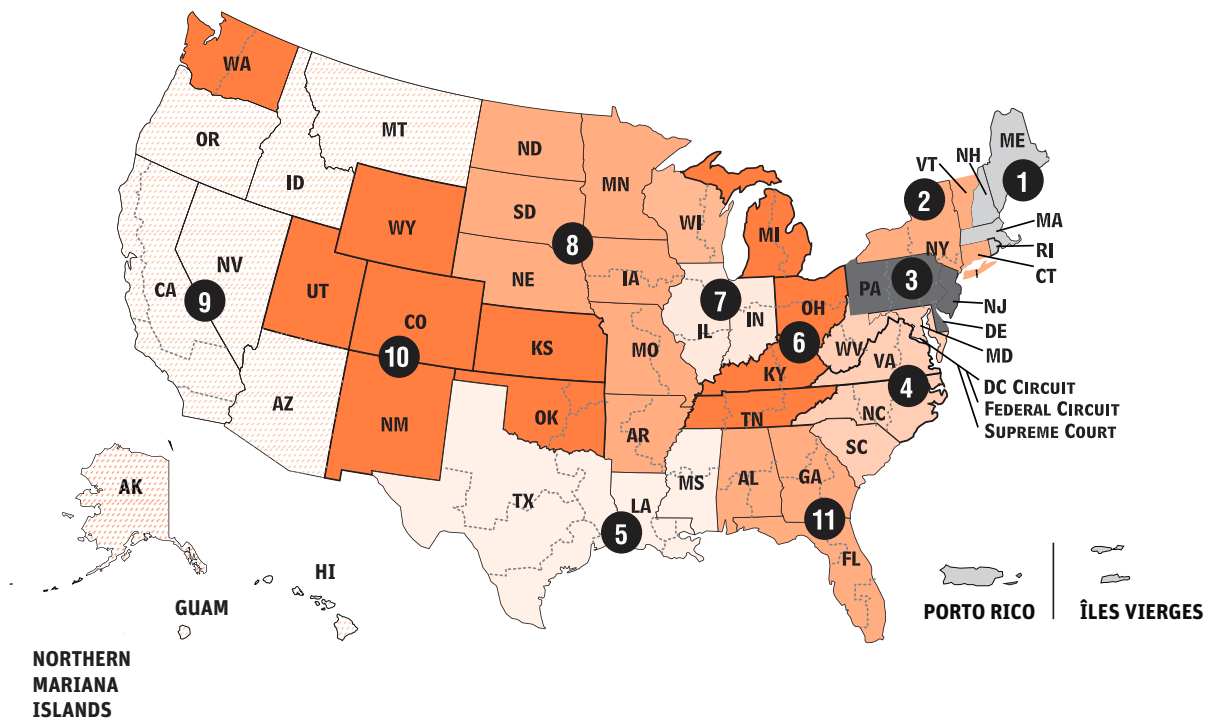 WA
OR
MT
ID
ND
MN
SD
WY
NE
WI
MI
IA
8
7
9
CA
NV
UT
CO
10
KS
MO
IL
IN
OH
6
KY
WV
VA
4
NC
TN
SC
AZ
NM
OK
AR
MS
AL
GA
11
FL
TX
LA
5
ME
1
NH
VT
2
MA
RI
CT
NY
PA
3
NJ
DE
MD
DC CIRCUIT
FEDERAL CIRCUIT
SUPREME COURT
AK
HI
GUAM
NORTHERN
MARIANA
ISLANDS
PORTO RICO
ÎLES VIERGES